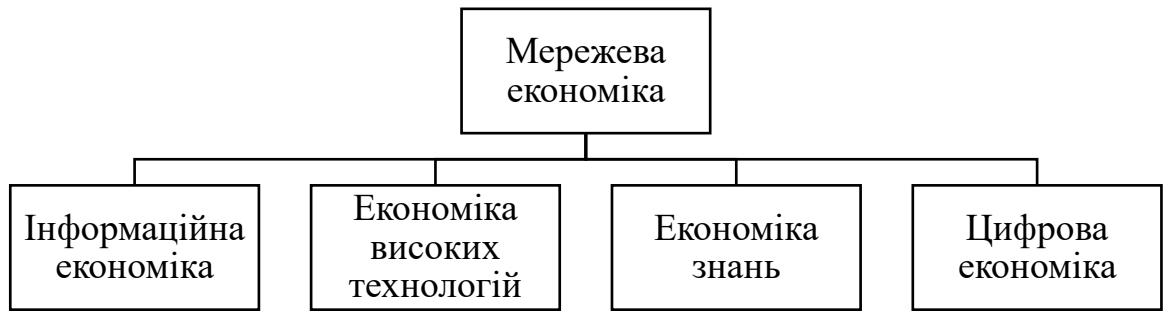 Мережева
економіка
Інформаційна
економіка
Економіка
високих
технологій
Економіка
знань
Цифрова
економіка